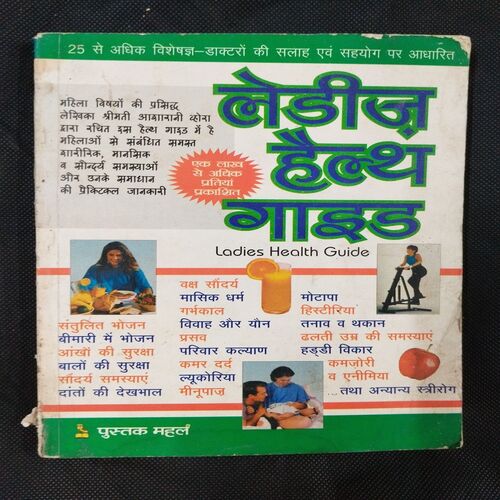 25 से अधिक विशेषज्ञ–डाक्टरों की सलाह एवं सहयोग पर आधारित
महिला विषयों की प्रसिद्ध
लेखिका श्रीमती आशारानी व्होरा
द्वारा रचित इस हैल्थ गाइड में है
महिलाओं से संबंधित समस्त
शारीरिक, मानसिक
व सौन्दर्य समस्याओं
और उनके समाधान
की प्रैक्टिकल जानकारी
एक लाख
से अधिक
प्रतियां
प्रकाशित
लेडीज़
हैल्थ
गाइड
Ladies Health Guide
संतुलित भोजन
बीमारी में भोजन
आंखों की सुरक्षा
बालों की सुरक्षा
सौंदर्य समस्याएं
दांतों की देखभाल
वक्ष सौंदर्य
मासिक धर्म
गर्भकाल
विवाह और यौन
प्रसव
परिवार कल्याण
कमर दर्द
ल्यूकोरिया
मीनूपाज़
मोटापा
हिस्टीरिया
तनाव व थकान
ढलती उम्र की समस्याएं
हड्डी विकार
कमजोरी
व एनीमिया
...तथा अन्यान्य स्त्रीरोग
पुस्तक महल